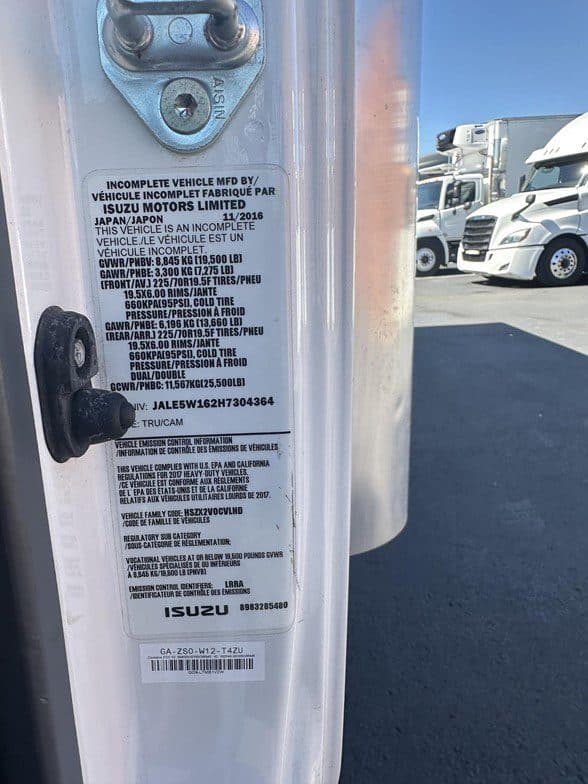 AISIN
INCOMPLETE VEHICLE MFD BY/
VÉHICULE INCOMPLET FABRIQUÉ PAR
ISUZU MOTORS LIMITED
JAPAN/JAPON 11/2016
THIS VEHICLE IS AN INCOMPLETE
VEHICLE./LE VÉHICULE EST UN
VÉHICULE INCOMPLET.
GVWR/PNBV: 8,845 KG (19,500 LB)
GAWR/PNBE: 3,300 KG (7,275 LB)
(FRONT/AV.) 225/70R19.5F TIRES/PNEU
19.5X6.00 RIMS/JANTE
660KPA(95PSI), COLD TIRE
PRESSURE/PRESSION À FROID
GAWR/PNBE: 6,196 KG (13,660 LB)
(REAR/ARR.) 225/70R19.5F TIRES/PNEU
19.5X6.00 RIMS/JANTE
660KPA(95PSI), COLD TIRE
PRESSURE/PRESSION À FROID
DUAL/DOUBLE
GCWR/PNBC: 11,567KG(25,500LB)
NIV: JALE5W162H7304364
E: TRU/CAM
VEHICLE EMISSION CONTROL INFORMATION
/INFORMATION DE CONTRÔLE DES ÉMISSIONS DE VÉHICULES
THIS VEHICLE COMPLIES WITH U.S. EPA AND CALIFORNIA
REGULATIONS FOR 2017 HEAVY-DUTY VEHICLES.
/CE VÉHICULE EST CONFORME AUX RÈGLEMENTS
DE L'EPA DES ÉTATS-UNIS ET DE LA CALIFORNIE
RELATIFS AUX VÉHICULES UTILITAIRES LOURDS DE 2017.
VEHICLE FAMILY CODE: HSZX2VOCVLHD
/CODE DE FAMILLE DE VÉHICULES
REGULATORY SUB CATEGORY
/SOUS-CATÉGORIE DE RÉGLEMENTATION:
VOCATIONAL VEHICLES AT OR BELOW 19,500 POUNDS GVWR
/VÉHICULES SPÉCIALISÉS DE OU INFÉRIEURS
À 8,845 KG/19,500 LB (PNVB)
EMISSION CONTROL IDENTIFIERS: LRRA
/IDENTIFICATEUR DE CONTRÔLE DES ÉMISSIONS
ISUZU 8983285480
GA-ZS0-W12-T4ZU